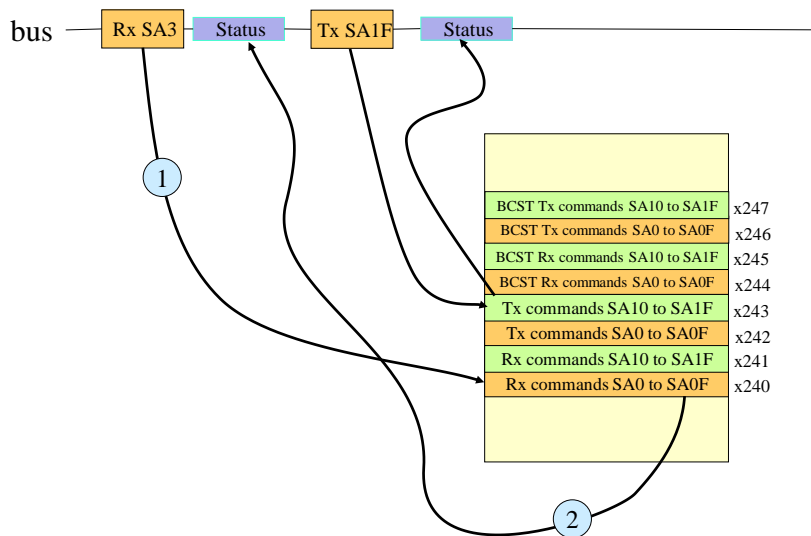 bus
Rx SA3
Status
Tx SA1F
Status
1
BCST Tx commands SA10 to SA1F x247
BCST Tx commands SA0 to SA0F x246
BCST Rx commands SA10 to SA1F x245
BCST Rx commands SA0 to SA0F x244
Tx commands SA10 to SA1F x243
Tx commands SA0 to SA0F x242
Rx commands SA10 to SA1F x241
Rx commands SA0 to SA0F x240
2